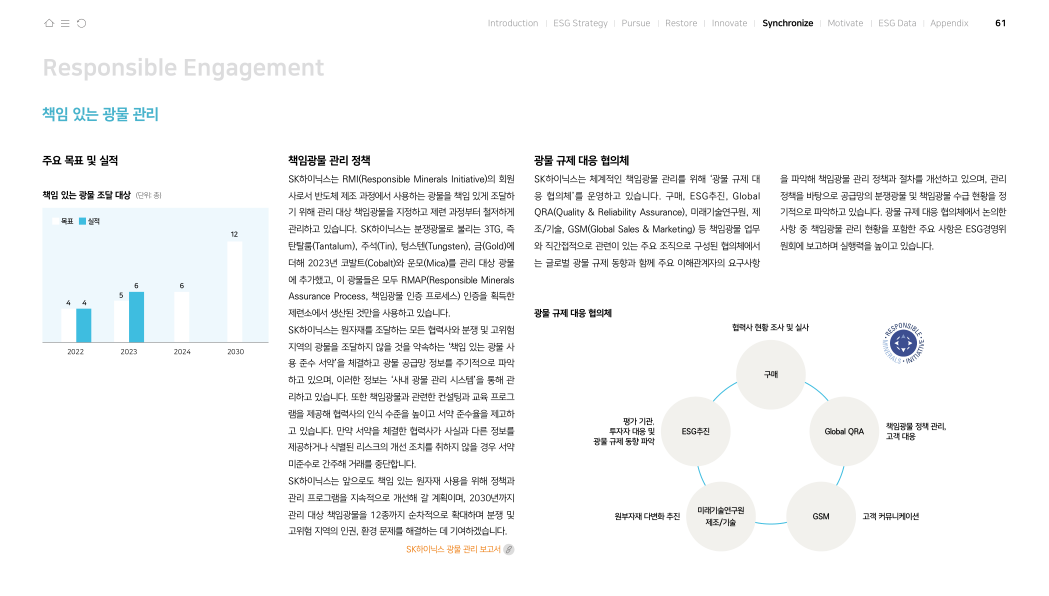 Introduction | ESG Strategy | Pursue | Restore | Innovate | Synchronize | Motivate | ESG Data | Appendix 61
Responsible Engagement
책임 있는 광물 관리
주요 목표 및 실적
책임 있는 광물 조달 대상 (단위: 종)
목표 실적
4 4
5 6
6
12
2022 2023 2024 2030
책임광물 관리 정책
SK하이닉스는 RMI(Responsible Minerals Initiative)의 회원
사로서 반도체 제조 과정에서 사용하는 광물을 책임 있게 조달하
기 위해 관리 대상 책임광물을 지정하고 제련 과정부터 철저하게
관리하고 있습니다. SK하이닉스는 분쟁광물로 불리는 3TG, 즉
탄탈룸(Tantalum), 주석(Tin), 텅스텐(Tungsten), 금(Gold)에
더해 2023년 코발트(Cobalt)와 운모(Mica)를 관리 대상 광물
에 추가했고, 이 광물들은 모두 RMAP(Responsible Minerals
Assurance Process, 책임광물 인증 프로세스) 인증을 획득한
제련소에서 생산된 것만을 사용하고 있습니다.
SK하이닉스는 원자재를 조달하는 모든 협력사와 분쟁 및 고위험
지역의 광물을 조달하지 않을 것을 약속하는 '책임 있는 광물 사
용 준수 서약'을 체결하고 광물 공급망 정보를 주기적으로 파악
하고 있으며, 이러한 정보는 '사내 광물 관리 시스템'을 통해 관
리하고 있습니다. 또한 책임광물과 관련한 컨설팅과 교육 프로그
램을 제공해 협력사의 인식 수준을 높이고 서약 준수율을 제고하
고 있습니다. 만약 서약을 체결한 협력사가 사실과 다른 정보를
제공하거나 식별된 리스크의 개선 조치를 취하지 않을 경우 서약
미준수로 간주해 거래를 중단합니다.
SK하이닉스는 앞으로도 책임 있는 원자재 사용을 위해 정책과
관리 프로그램을 지속적으로 개선해 갈 계획이며, 2030년까지
관리 대상 책임광물을 12종까지 순차적으로 확대하며 분쟁 및
고위험 지역의 인권, 환경 문제를 해결하는 데 기여하겠습니다.
SK하이닉스 광물 관리 보고서
광물 규제 대응 협의체
SK하이닉스는 체계적인 책임광물 관리를 위해 '광물 규제 대
응 협의체'를 운영하고 있습니다. 구매, ESG추진, Global
QRA(Quality & Reliability Assurance), 미래기술연구원, 제
조/기술, GSM(Global Sales & Marketing) 등 책임광물 업무
와 직간접적으로 관련이 있는 주요 조직으로 구성된 협의체에서
는 글로벌 광물 규제 동향과 함께 주요 이해관계자의 요구사항
을 파악해 책임광물 관리 정책과 절차를 개선하고 있으며, 관리
정책을 바탕으로 공급망의 분쟁광물 및 책임광물 수급 현황을 정
기적으로 파악하고 있습니다. 광물 규제 대응 협의체에서 논의한
사항 중 책임광물 관리 현황을 포함한 주요 사항은 ESG경영위
원회에 보고하며 실행력을 높이고 있습니다.
광물 규제 대응 협의체
협력사 현황 조사 및 실사
RESPONSIBLE MINERALS INITIATIVE
구매
평가 기관,
투자자 대응 및
광물 규제 동향 파악
ESG추진
Global QRA
책임광물 정책 관리,
고객 대응
원부자재 다변화 추진
미래기술연구원
제조/기술
GSM
고객 커뮤니케이션